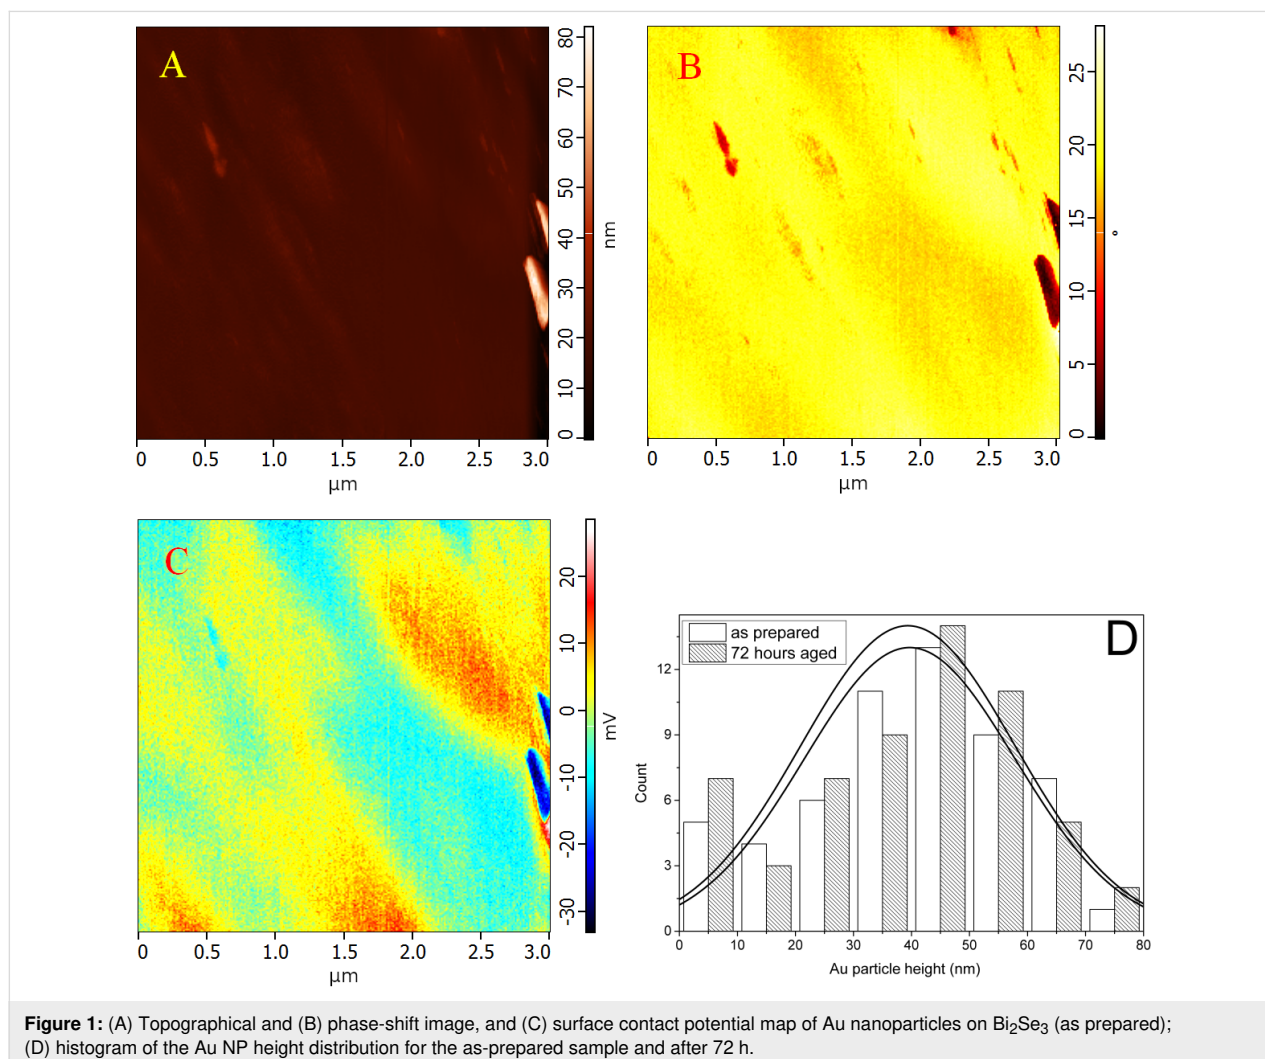 A
80
70
60
50
40
30
20
10
0
nm
0 0.5 1.0 1.5 2.0 2.5 3.0
µm
B
25
20
15
10
5
0
°
0 0.5 1.0 1.5 2.0 2.5 3.0
µm
C
20
10
0
-10
-20
-30
mV
0 0.5 1.0 1.5 2.0 2.5 3.0
µm
D
as prepared
72 hours aged
12
9
6
3
0
Count
0 10 20 30 40 50 60 70 80
Au particle height (nm)
Figure 1: (A) Topographical and (B) phase-shift image, and (C) surface contact potential map of Au nanoparticles on Bi₂Se₃ (as prepared);
(D) histogram of the Au NP height distribution for the as-prepared sample and after 72 h.